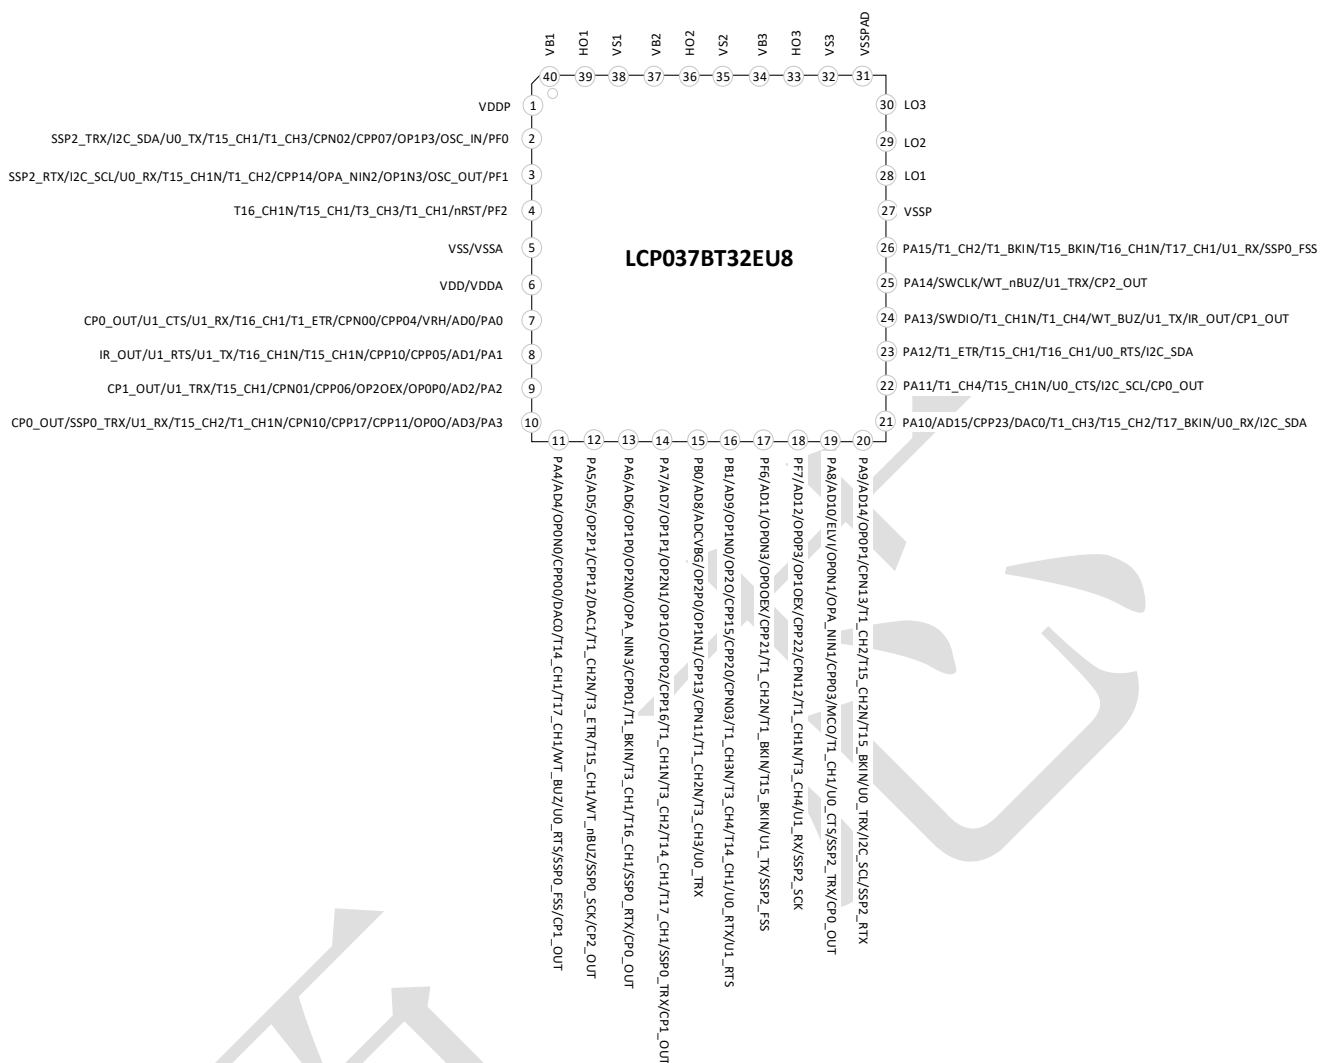 VB1
HO1
VS1
VB2
HO2
VS2
VB3
HO3
VS3
VSSPAD
40
39
38
37
36
35
34
33
32
31
VDDP
1
SSP2_TRX/I2C_SDA/U0_TX/T15_CH1/T1_CH3/CPN02/CPP07/OP1P3/OSC_IN/PF0
2
SSP2_RTX/I2C_SCL/U0_RX/T15_CH1N/T1_CH2/CPP14/OPA_NIN2/OP1N3/OSC_OUT/PF1
3
T16_CH1N/T15_CH1/T3_CH3/T1_CH1/nRST/PF2
4
VSS/VSSA
5
VDD/VDDA
6
CP0_OUT/U1_CTS/U1_RX/T16_CH1/T1_ETR/CPN00/CPP04/VRH/AD0/PA0
7
IR_OUT/U1_RTS/U1_TX/T16_CH1N/T15_CH1N/CPP10/CPP05/AD1/PA1
8
CP1_OUT/U1_TRX/T15_CH1/CPN01/CPP06/OP2OEX/OP0P0/AD2/PA2
9
CP0_OUT/SSP0_TRX/U1_RX/T15_CH2/T1_CH1N/CPN10/CPP17/CPP11/OP0O/AD3/PA3
10
LCP037BT32EU8
30 LO3
29 LO2
28 LO1
27 VSSP
26 PA15/T1_CH2/T1_BKIN/T15_BKIN/T16_CH1N/T17_CH1/U1_RX/SSP0_FSS
25 PA14/SWCLK/WT_nBUZ/U1_TRX/CP2_OUT
24 PA13/SWDIO/T1_CH1N/T1_CH4/WT_BUZ/U1_TX/IR_OUT/CP1_OUT
23 PA12/T1_ETR/T15_CH1/T16_CH1/U0_RTS/I2C_SDA
22 PA11/T1_CH4/T15_CH1N/U0_CTS/I2C_SCL/CP0_OUT
21 PA10/AD15/CPP23/DAC0/T1_CH3/T15_CH2/T17_BKIN/U0_RX/I2C_SDA
11
12
13
14
15
16
17
18
19
20
PA4/AD4/OP0N0/CPP00/DAC0/T14_CH1/T17_CH1/WT_BUZ/U0_RTS/SSP0_FSS/CP1_OUT
PA5/AD5/OP2P1/CPP12/DAC1/T1_CH2N/T3_ETR/T15_CH1/WT_nBUZ/SSP0_SCK/CP2_OUT
PA6/AD6/OP1P0/OP2N0/OPA_NIN3/CPP01/T1_BKIN/T3_CH1/T16_CH1/SSP0_RTX/CP0_OUT
PA7/AD7/OP1P1/OP2N1/OP1O/CPP02/CPP16/T1_CH1N/T3_CH2/T14_CH1/T17_CH1/SSP0_TRX/CP1_OUT
PB0/AD8/ADCVBG/OP2P0/OP1N1/CPP13/CPN11/T1_CH2N/T3_CH3/U0_TRX
PB1/AD9/OP1N0/OP2O/CPP15/CPP20/CPN03/T1_CH3N/T3_CH4/T14_CH1/U0_RTX/U1_RTS
PF6/AD11/OP0N3/OP0OEX/CPP21/T1_CH2N/T1_BKIN/T15_BKIN/U1_TX/SSP2_FSS
PF7/AD12/OP0P3/OP1OEX/CPP22/CPN12/T1_CH1N/T3_CH4/U1_RX/SSP2_SCK
PA8/AD10/ELVI/OP0N1/OPA_NIN1/CPP03/MCO/T1_CH1/U0_CTS/SSP2_TRX/CP0_OUT
PA9/AD14/OP0P1/CPN13/T1_CH2/T15_CH2N/T15_BKIN/U0_TRX/I2C_SCL/SSP2_RTX